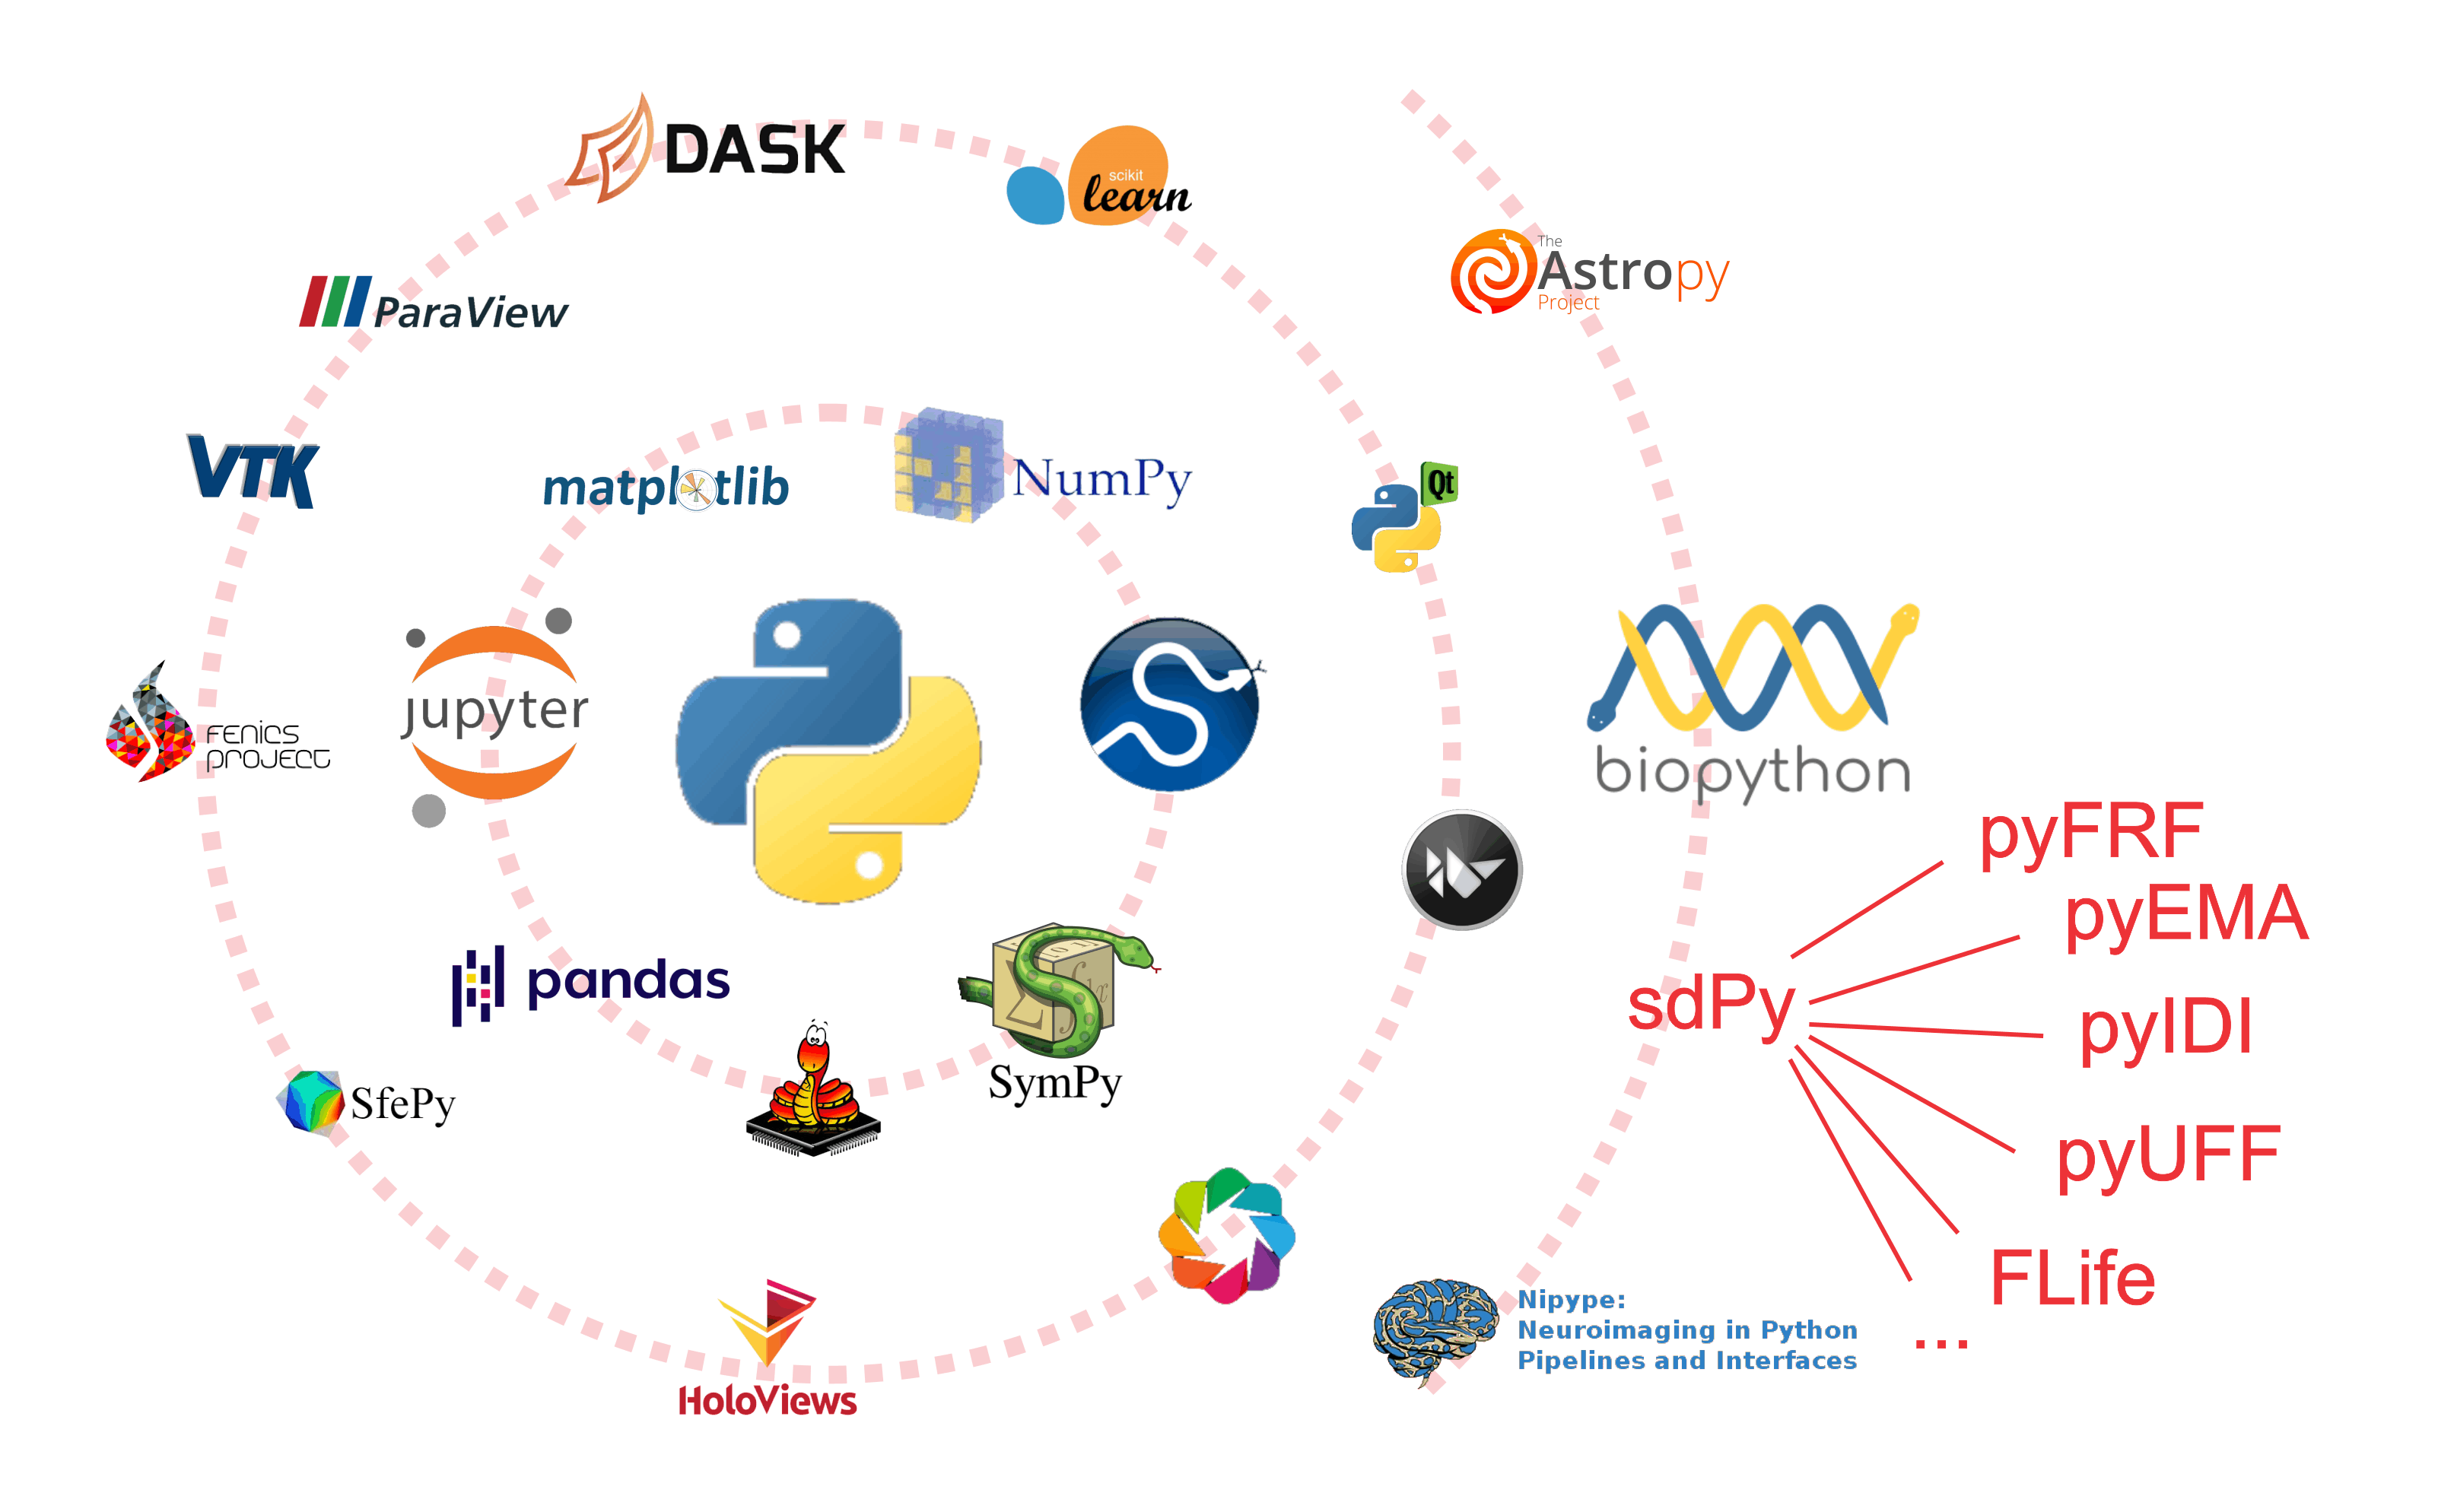 DASK
scikit
learn
The
Astropy
Project
ParaView
VTK
matplotlib
NumPy
Qt
jupyter
FENICS
PROJECT
biopython
pyFRF
pyEMA
sdPy
pyIDI
pandas
SymPy
SfePy
pyUFF
FLife
...
Nipype:
Neuroimaging in Python
Pipelines and Interfaces
HoloViews